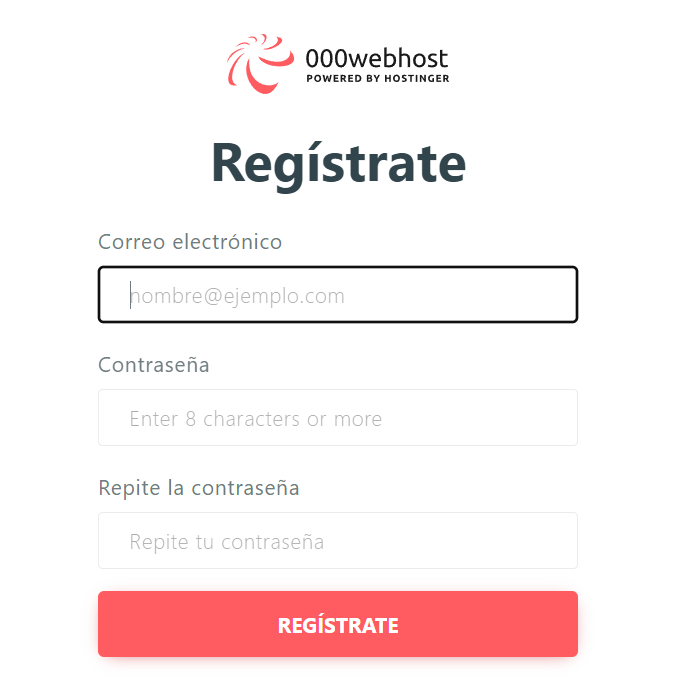 000webhost
POWERED BY HOSTINGER
Regístrate
Correo electrónico
nombre@ejemplo.com
Contraseña
Enter 8 characters or more
Repite la contraseña
Repite tu contraseña
REGÍSTRATE